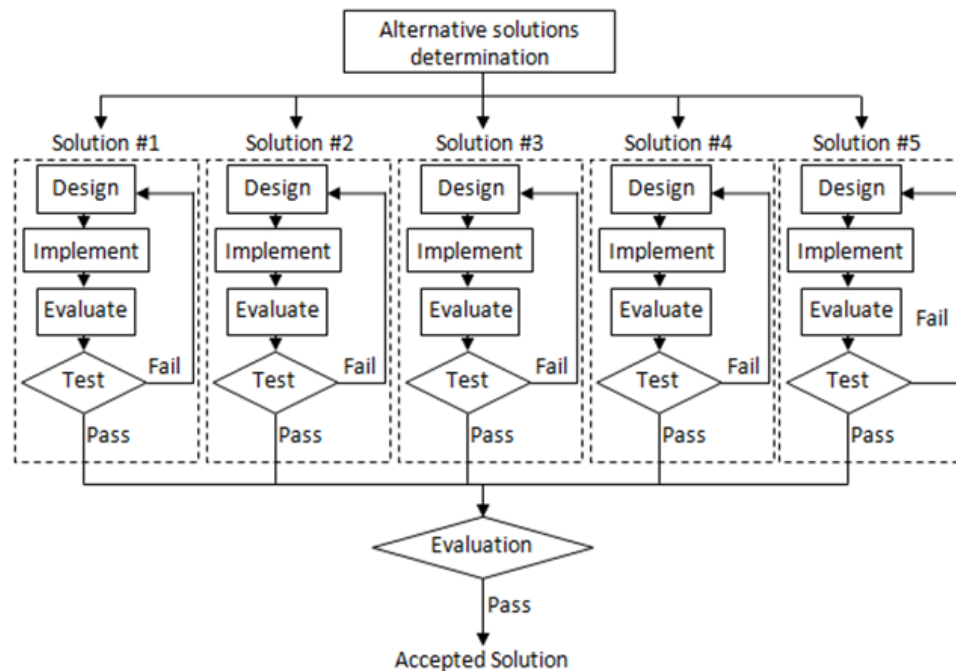 Alternative solutions
determination
Solution #1
Solution #2
Solution #3
Solution #4
Solution #5
Design
Design
Design
Design
Design
Implement
Implement
Implement
Implement
Implement
Evaluate
Evaluate
Evaluate
Evaluate
Evaluate
Fail
Test
Fail
Test
Fail
Test
Fail
Test
Fail
Test
Pass
Pass
Pass
Pass
Pass
Evaluation
Pass
Accepted Solution